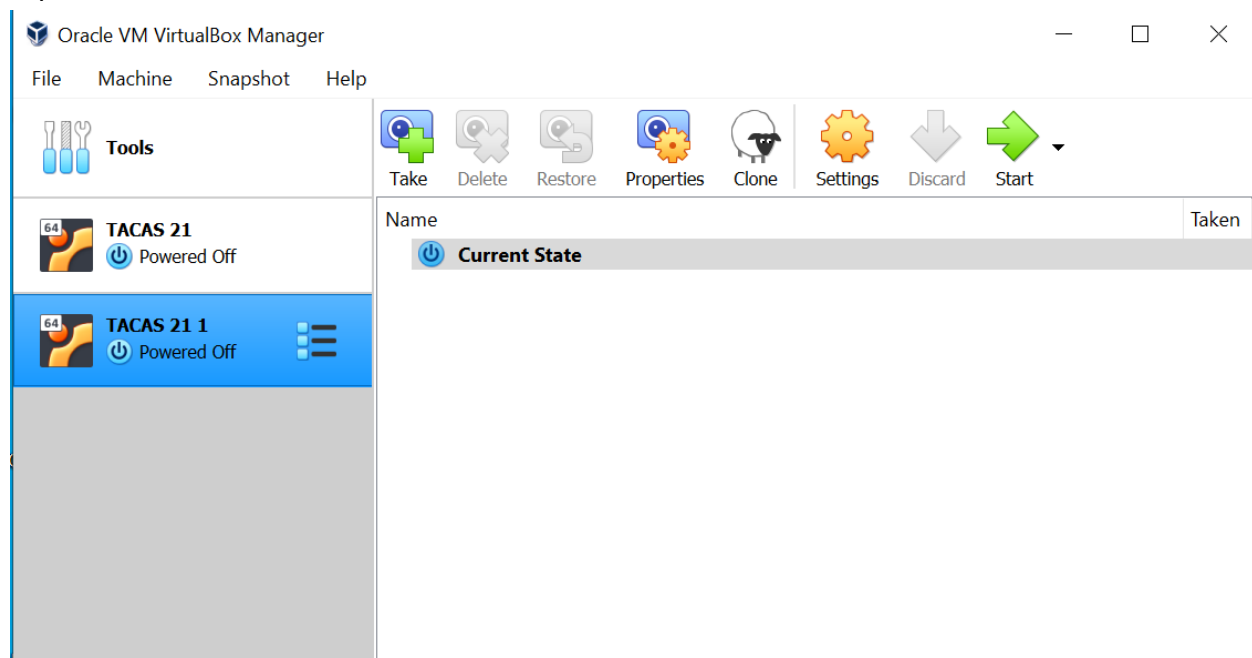 Oracle VM VirtualBox Manager
File Machine Snapshot Help
Tools
Take Delete Restore Properties Clone Settings Discard Start
64
TACAS 21
Powered Off
64
TACAS 21 1
Powered Off
Name Taken
Current State